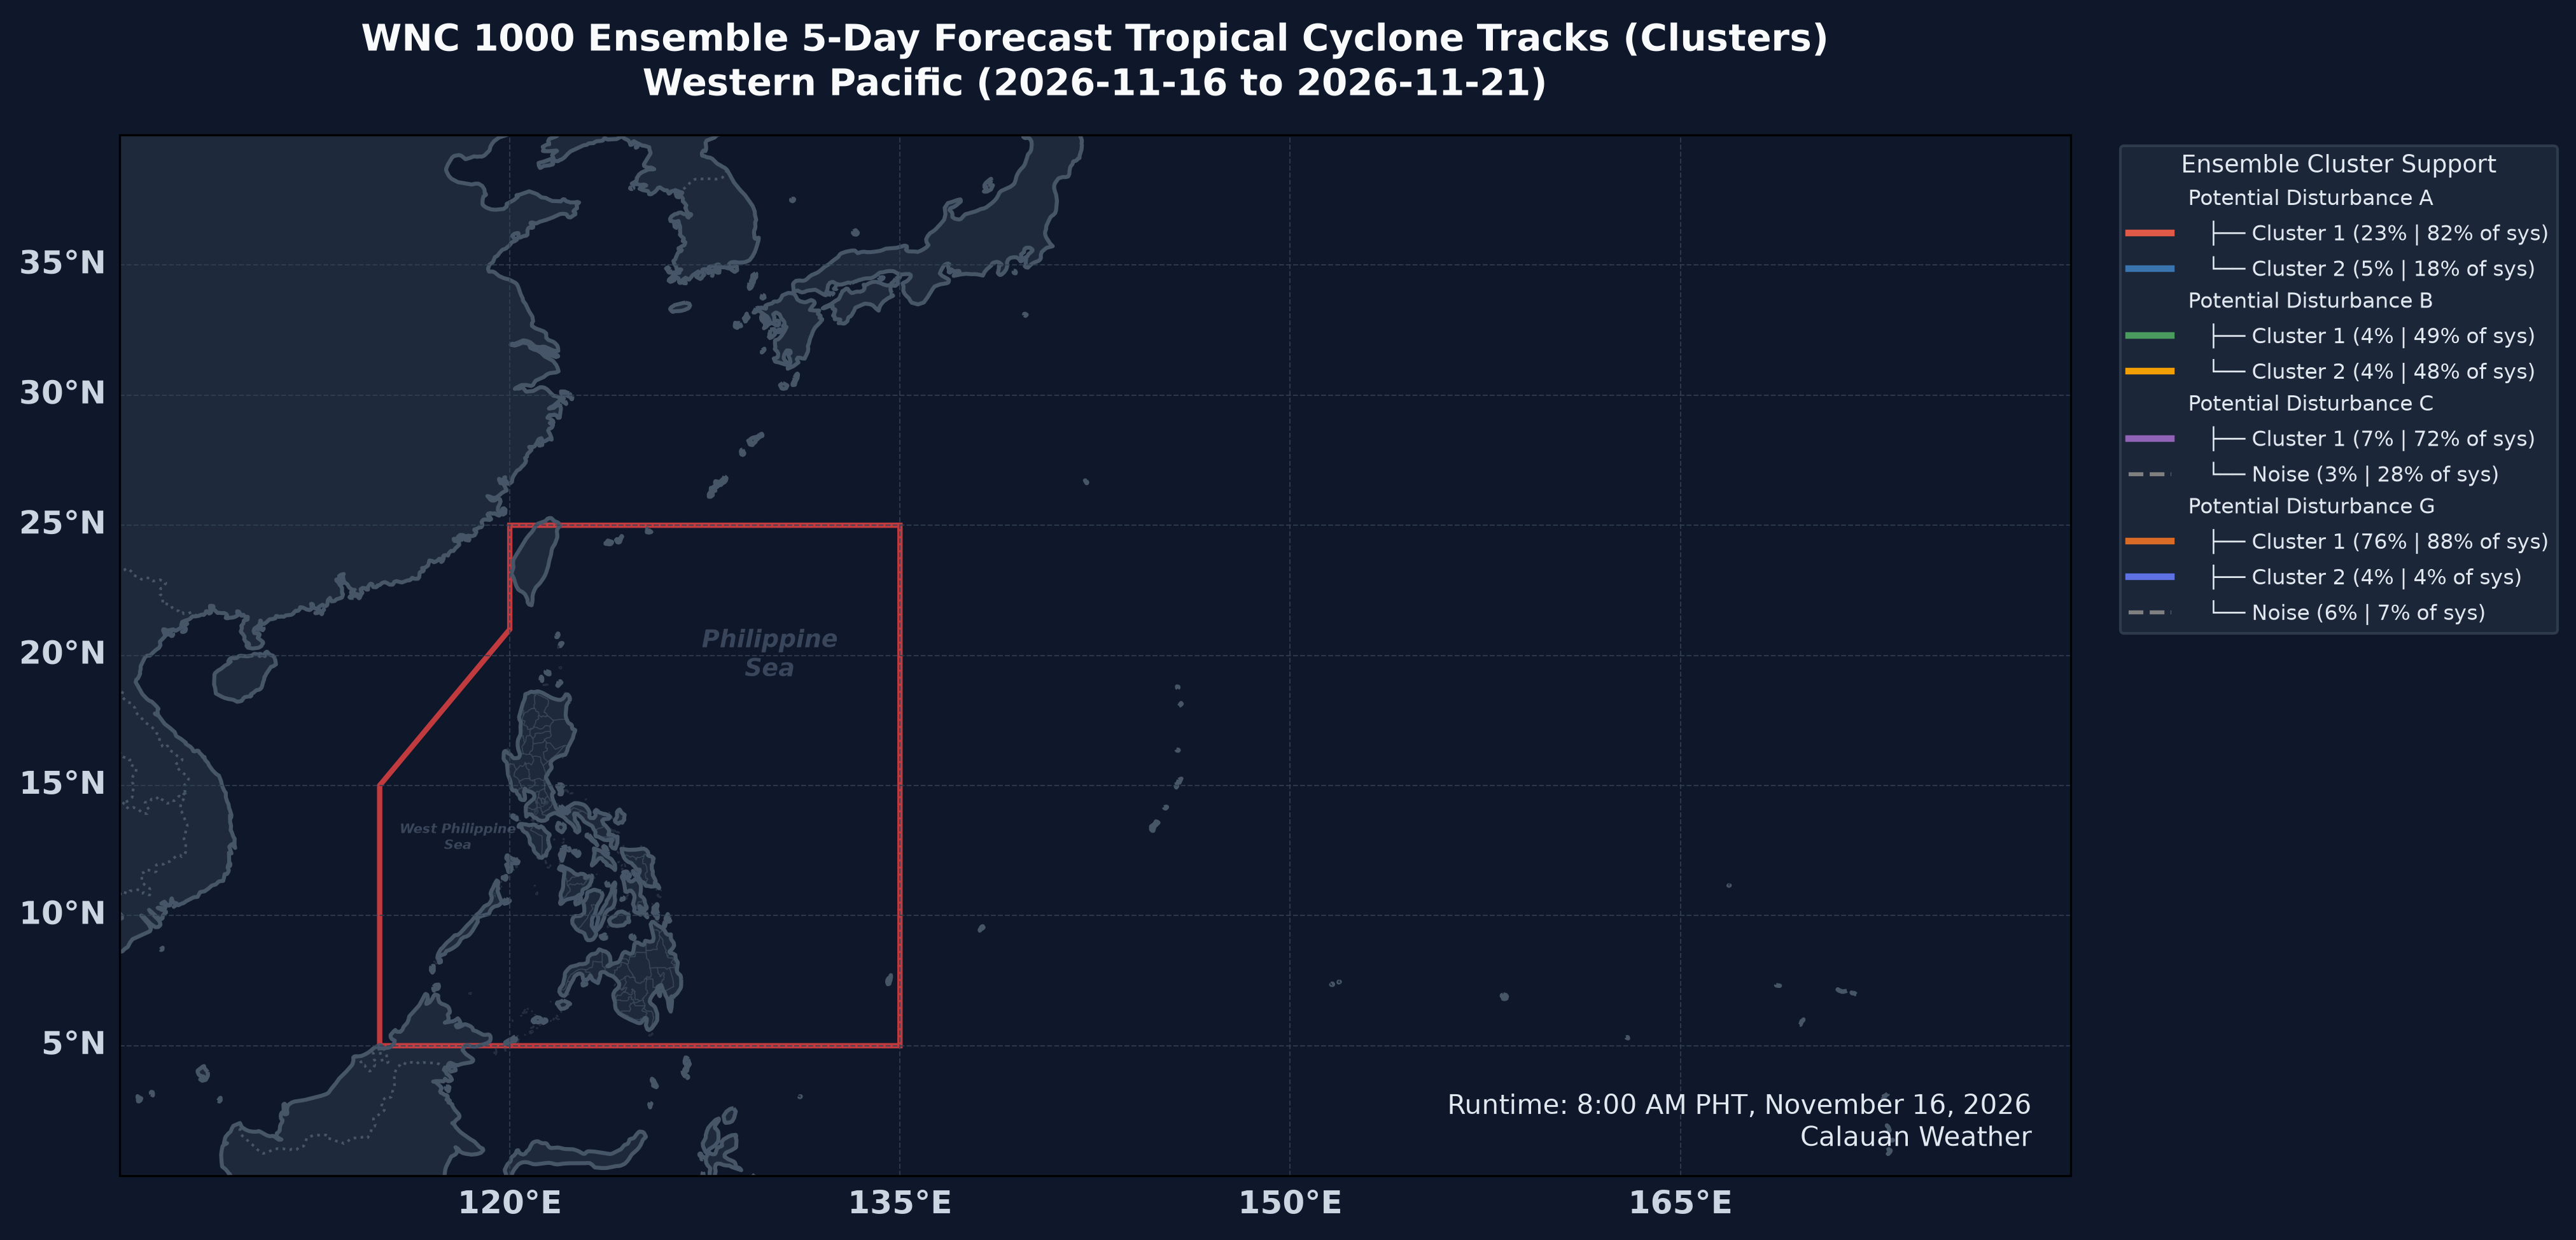 WNC 1000 Ensemble 5-Day Forecast Tropical Cyclone Tracks (Clusters)
Western Pacific (2026-11-16 to 2026-11-21)
Ensemble Cluster Support
Potential Disturbance A
├── Cluster 1 (23% | 82% of sys)
└── Cluster 2 (5% | 18% of sys)
Potential Disturbance B
├── Cluster 1 (4% | 49% of sys)
└── Cluster 2 (4% | 48% of sys)
Potential Disturbance C
├── Cluster 1 (7% | 72% of sys)
└── Noise (3% | 28% of sys)
Potential Disturbance G
├── Cluster 1 (76% | 88% of sys)
├── Cluster 2 (4% | 4% of sys)
└── Noise (6% | 7% of sys)
35°N
30°N
25°N
20°N
15°N
10°N
5°N
Philippine
Sea
West Philippine
Sea
Runtime: 8:00 AM PHT, November 16, 2026
Calauan Weather
120°E
135°E
150°E
165°E